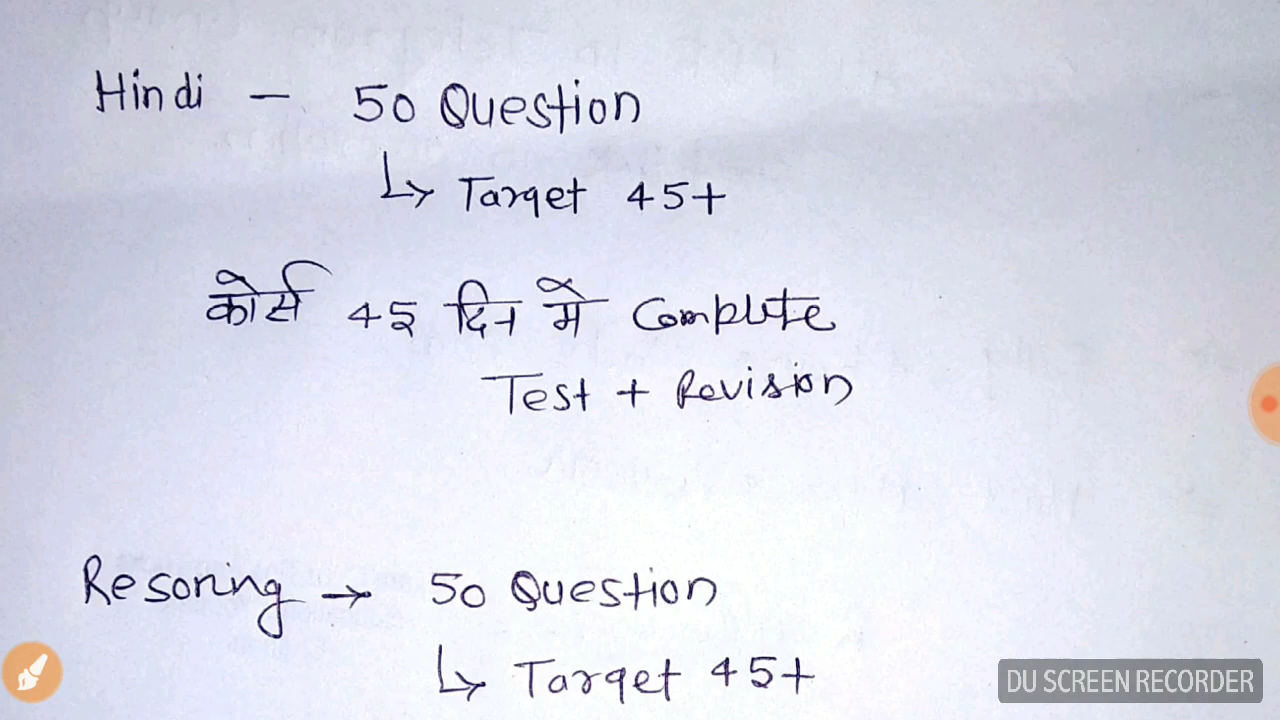 Hindi – 50 Question
↳ Target 45+
कोर्स 45 दिन मे Complete
Test + Revision
Resoning → 50 Question
↳ Target 45+
DU SCREEN RECORDER